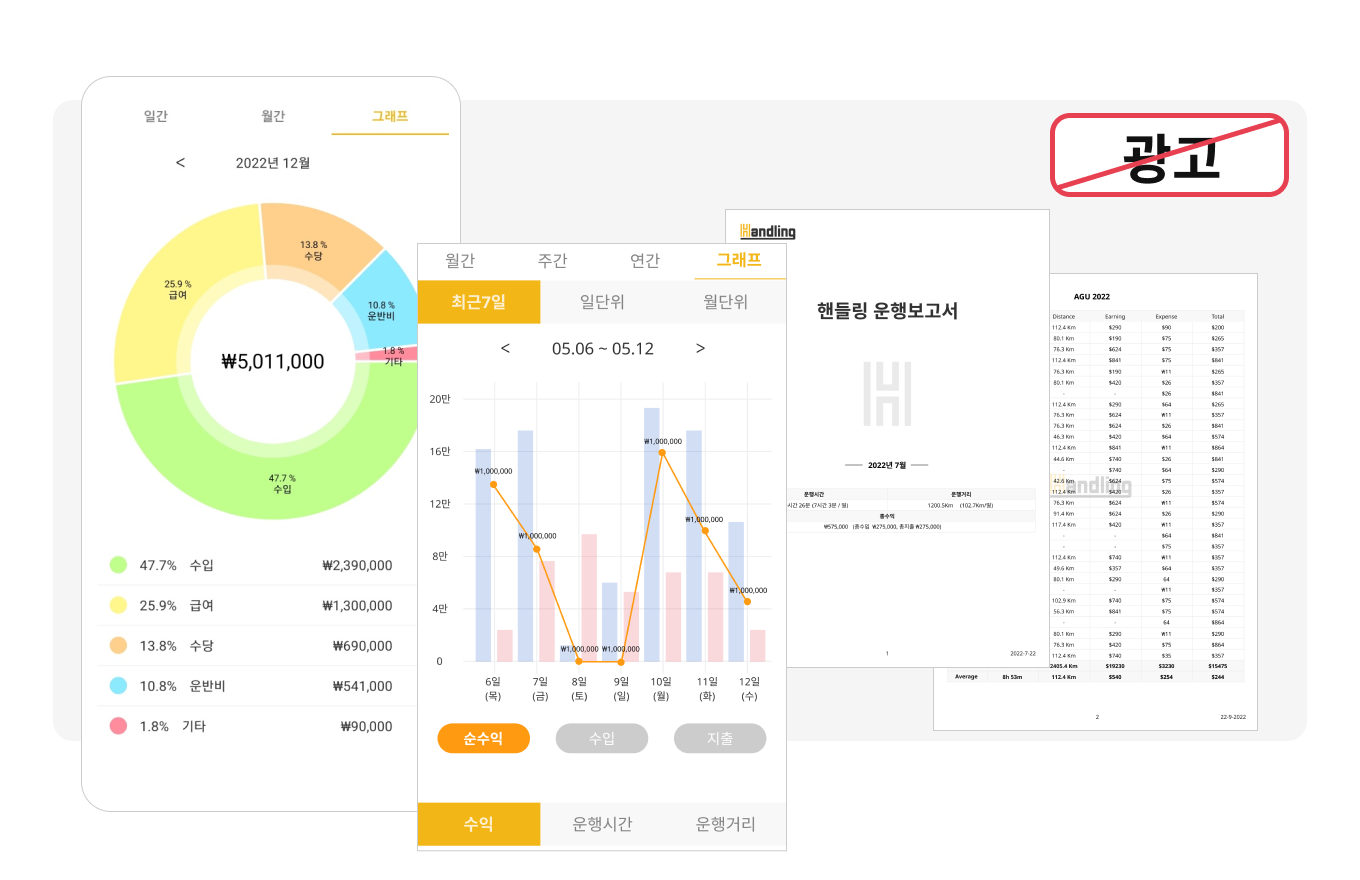 일간 월간 그래프
< 2022년 12월
13.8 %
수당
25.9 %
급여
10.8 %
운반비
1.8 %
기타
₩5,011,000
47.7 %
수입
47.7% 수입 ₩2,390,000
25.9% 급여 ₩1,300,000
13.8% 수당 ₩690,000
10.8% 운반비 ₩541,000
1.8% 기타 ₩90,000
월간 주간 연간 그래프
최근7일 일단위 월단위
< 05.06 ~ 05.12 >
20만
16만
12만
8만
4만
0
₩1,000,000
₩1,000,000
₩1,000,000
₩1,000,000
₩1,000,000
₩1,000,000
₩1,000,000
6일 7일 8일 9일 10일 11일 12일
(목) (금) (토) (일) (월) (화) (수)
순수익 수입 지출
수익 운행시간 운행거리
광고
Handling
핸들링 운행보고서
2022년 7월
운행시간 운행거리
시간 26분 (7시간 3분 / 월) 1200.5Km (102.7Km/월)
총수익
₩575,000 (총수입 ₩275,000, 총지출 ₩275,000)
1 2022-7-22
AGU 2022
Distance Earning Expense Total
112.4 Km $290 $90 $200
80.1 Km $190 $75 $265
76.3 Km $624 $75 $357
112.4 Km $841 $75 $841
76.3 Km $190 ₩11 $265
80.1 Km $420 $26 $357
- - $26 $841
112.4 Km $290 $64 $265
76.3 Km $624 ₩11 $357
76.3 Km $624 $26 $841
46.3 Km $420 $64 $574
112.4 Km $841 ₩11 $864
44.6 Km $740 $26 $841
- $740 $64 $290
42.6 Km $624 $75 $574
112.4 Km $420 $26 $357
76.3 Km $624 ₩11 $574
91.4 Km $624 $26 $290
117.4 Km $420 ₩11 $357
- - $64 $841
- - $75 $357
112.4 Km $740 ₩11 $357
49.6 Km $357 $64 $357
80.1 Km $290 64 $290
- - ₩11 $357
102.9 Km $740 $75 $574
56.3 Km $841 $75 $574
- - 64 $864
80.1 Km $290 ₩11 $290
76.3 Km $420 $75 $364
112.4 Km $740 $35 $357
2405.4 Km $19230 $3230 $15475
Average 8h 53m 112.4 Km $540 $254 $244
Handling
2 22-9-2022